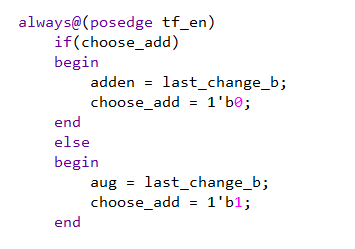 always@(posedge tf_en)
    if(choose_add)
    begin
        adden = last_change_b;
        choose_add = 1'b0;
    end
    else
    begin
        aug = last_change_b;
        choose_add = 1'b1;
    end